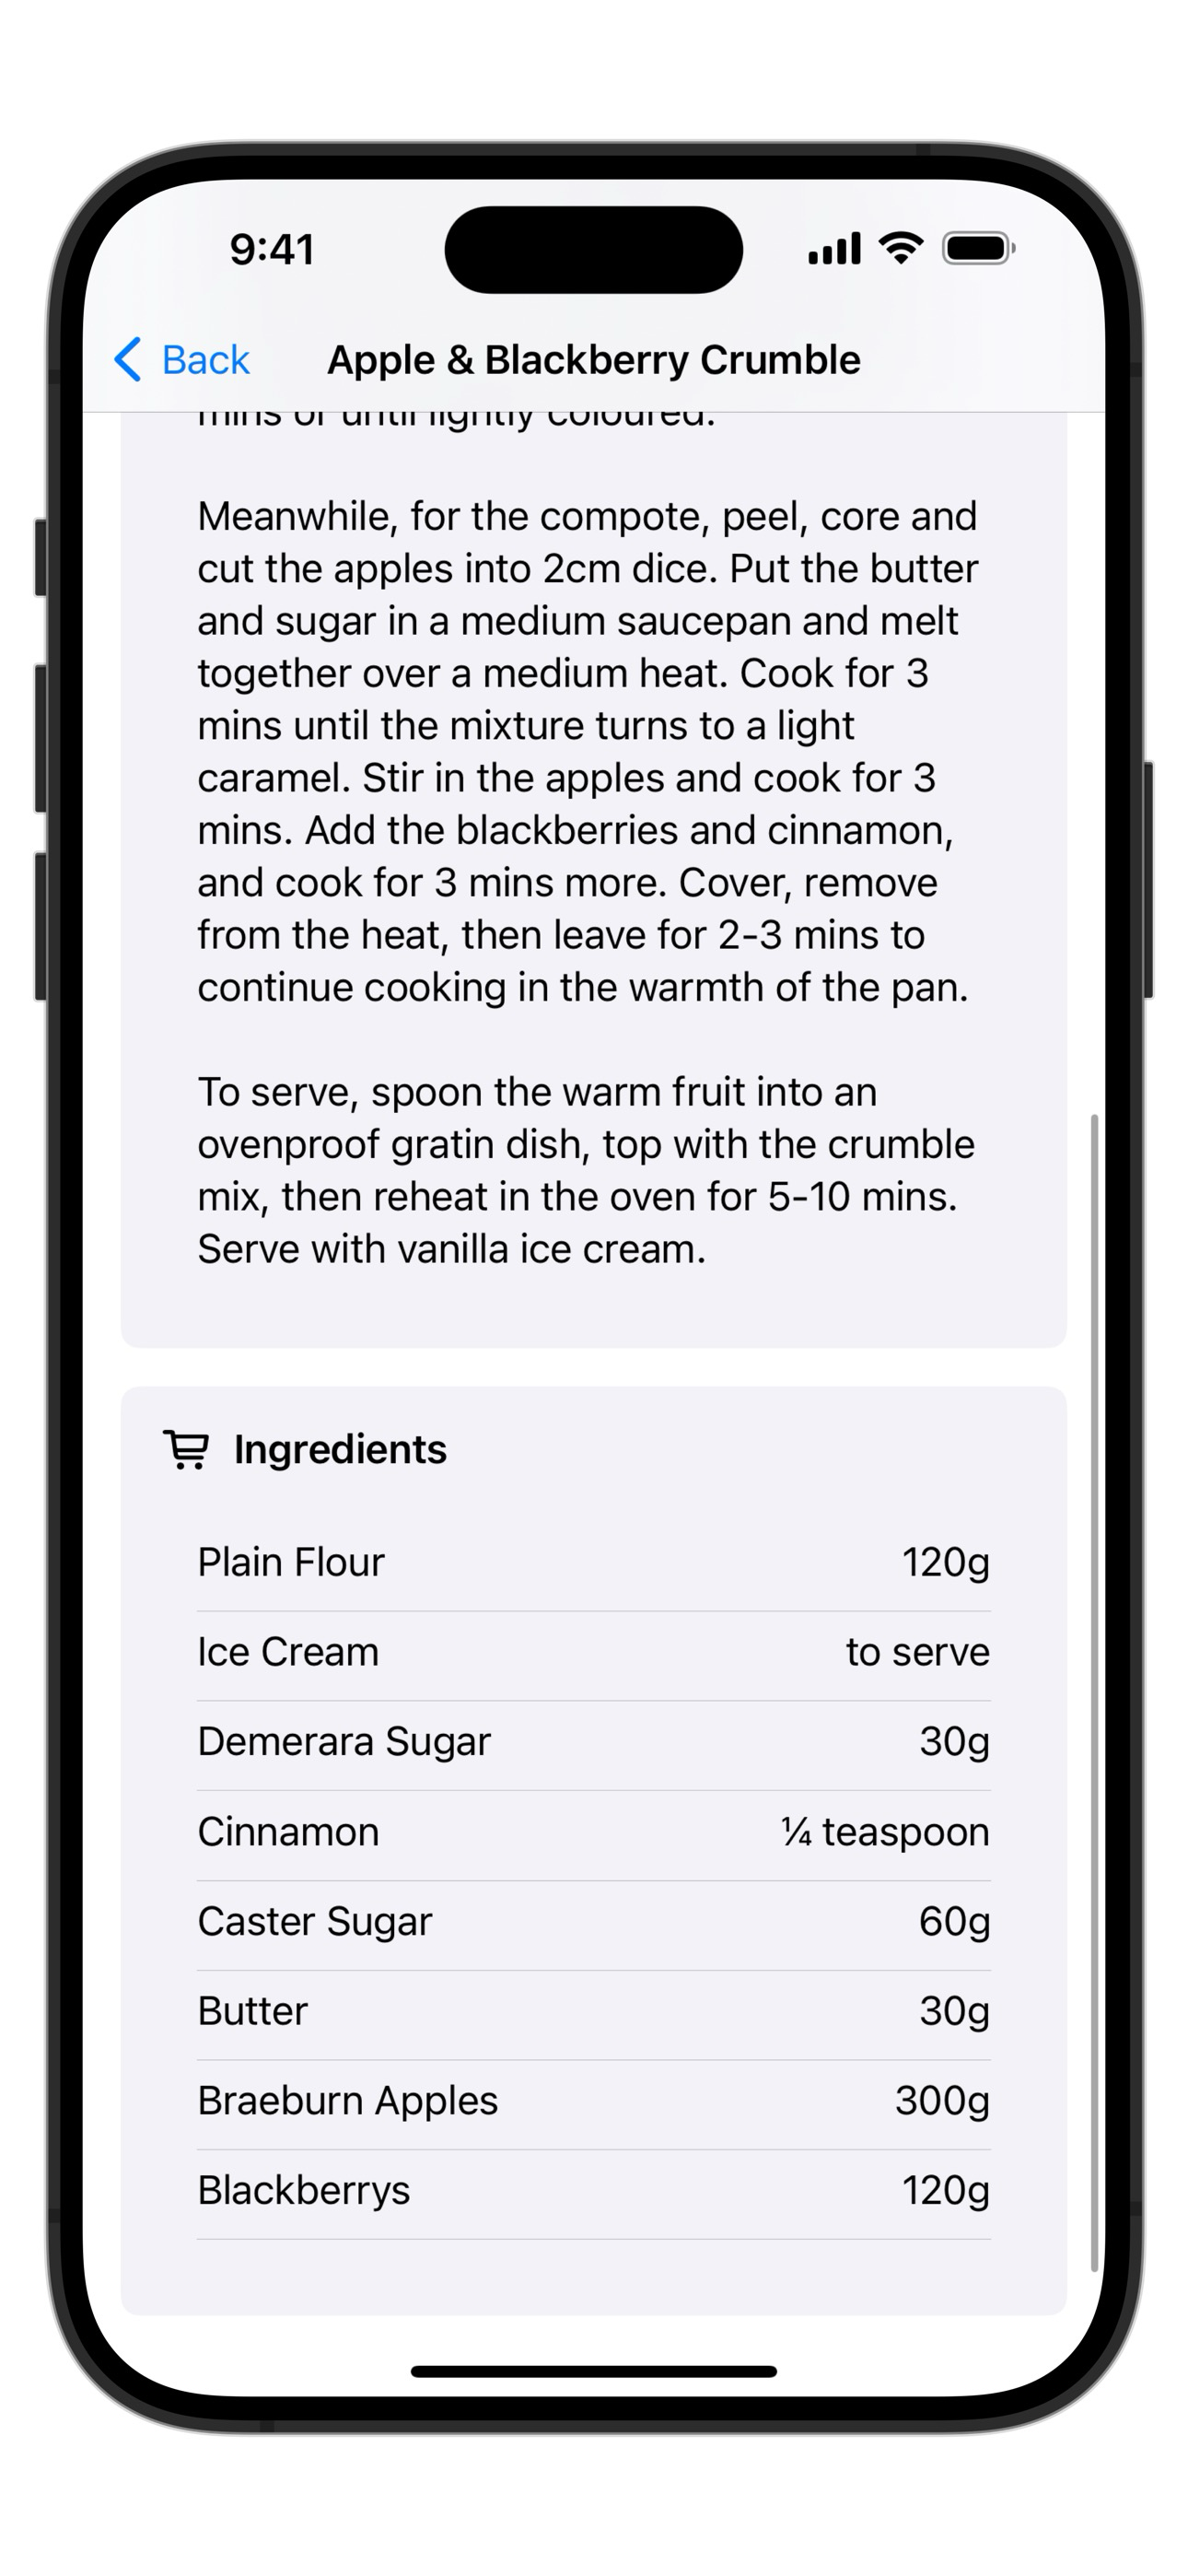 9:41
Back
Apple & Blackberry Crumble
mins or until lightly coloured.
Meanwhile, for the compote, peel, core and
cut the apples into 2cm dice. Put the butter
and sugar in a medium saucepan and melt
together over a medium heat. Cook for 3
mins until the mixture turns to a light
caramel. Stir in the apples and cook for 3
mins. Add the blackberries and cinnamon,
and cook for 3 mins more. Cover, remove
from the heat, then leave for 2-3 mins to
continue cooking in the warmth of the pan.
To serve, spoon the warm fruit into an
ovenproof gratin dish, top with the crumble
mix, then reheat in the oven for 5-10 mins.
Serve with vanilla ice cream.
Ingredients
Plain Flour 120g
Ice Cream to serve
Demerara Sugar 30g
Cinnamon ¼ teaspoon
Caster Sugar 60g
Butter 30g
Braeburn Apples 300g
Blackberrys 120g